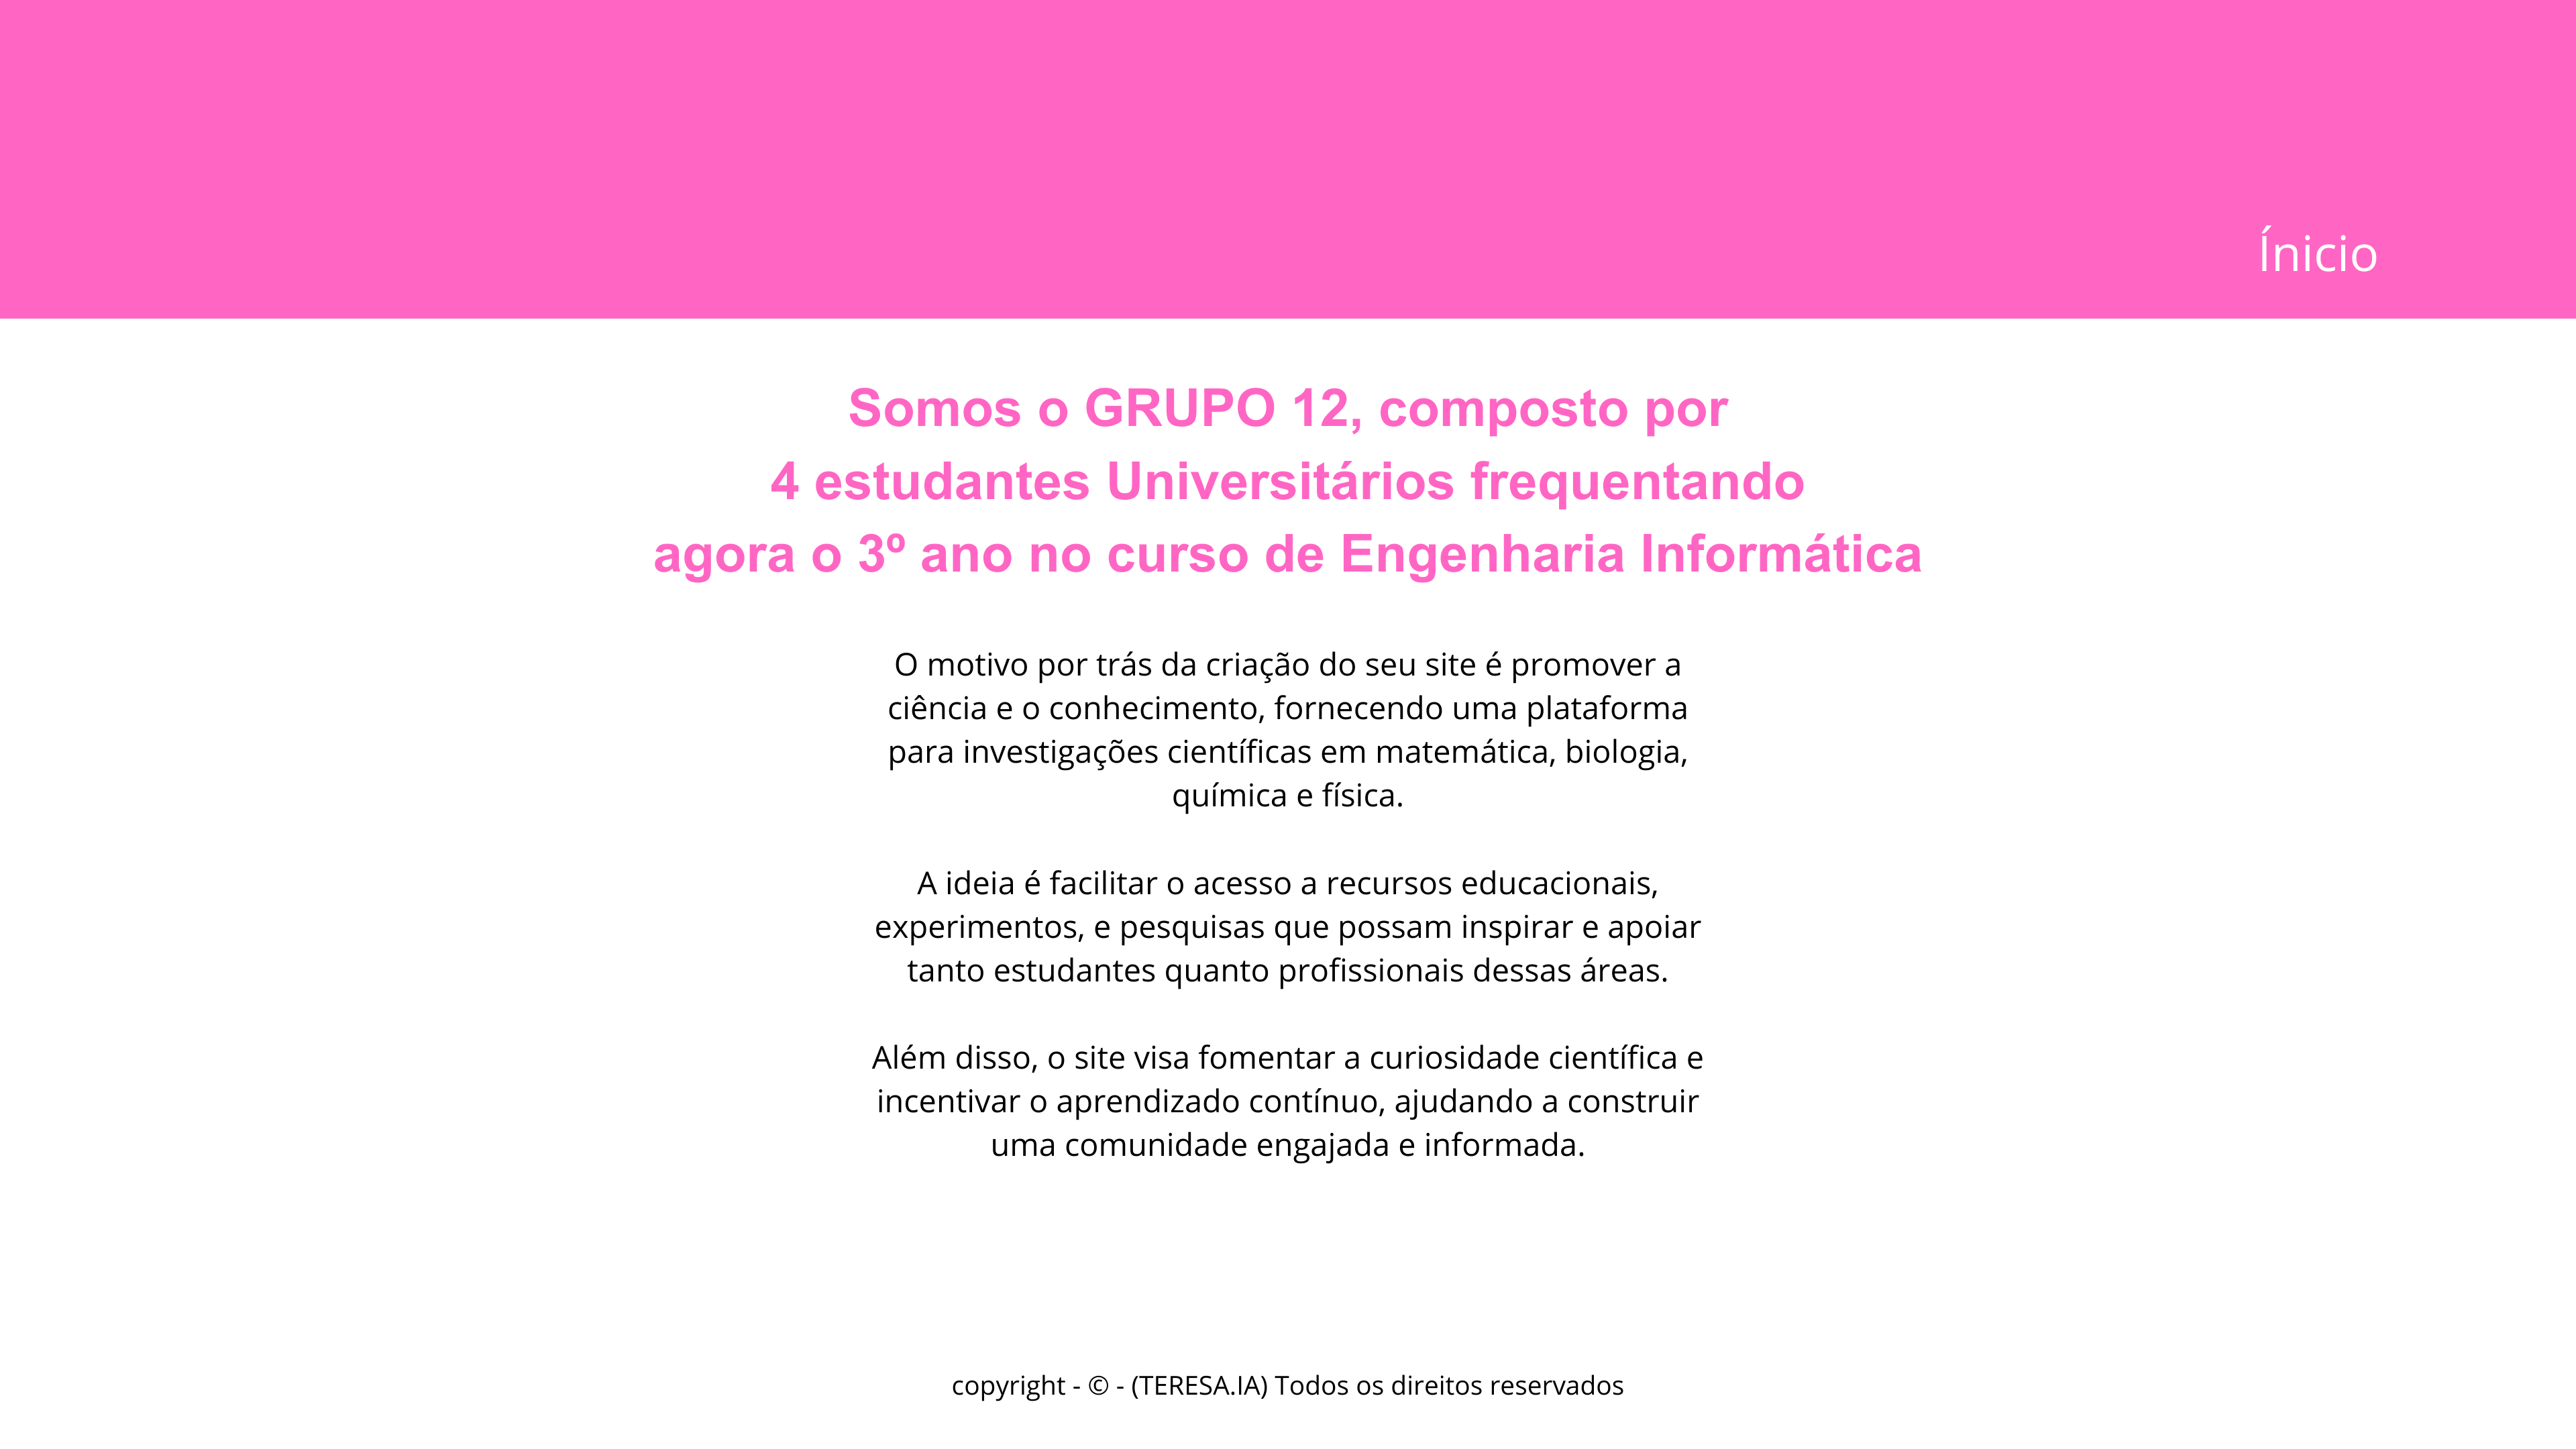 Ínicio
Somos o GRUPO 12, composto por
4 estudantes Universitários frequentando
agora o 3º ano no curso de Engenharia Informática
O motivo por trás da criação do seu site é promover a
ciência e o conhecimento, fornecendo uma plataforma
para investigações científicas em matemática, biologia,
química e física.
A ideia é facilitar o acesso a recursos educacionais,
experimentos, e pesquisas que possam inspirar e apoiar
tanto estudantes quanto profissionais dessas áreas.
Além disso, o site visa fomentar a curiosidade científica e
incentivar o aprendizado contínuo, ajudando a construir
uma comunidade engajada e informada.
copyright - © - (TERESA.IA) Todos os direitos reservados